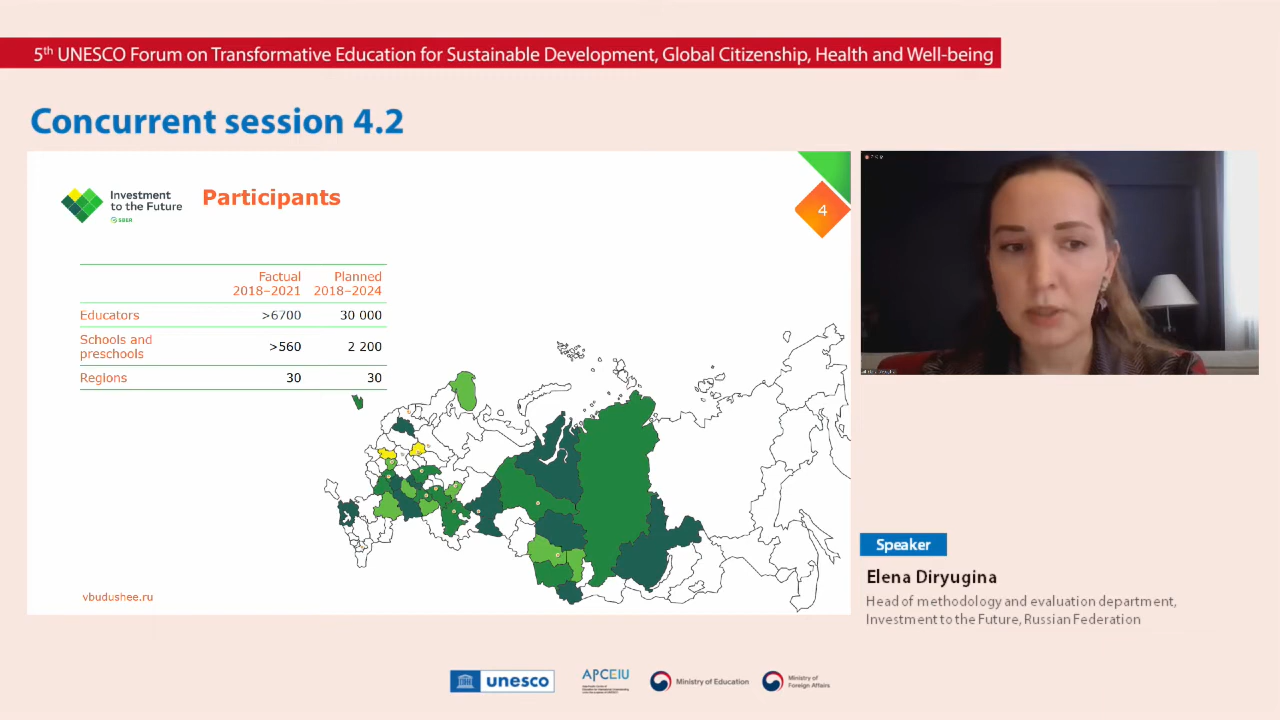 5th UNESCO Forum on Transformative Education for Sustainable Development, Global Citizenship, Health and Well-being
Concurrent session 4.2
Investment
to the Future
SBER
Participants
4
Factual
2018–2021
Planned
2018–2024
Educators >6700 30 000
Schools and
preschools >560 2 200
Regions 30 30
vbudushee.ru
Speaker
Elena Diryugina
Head of methodology and evaluation department,
Investment to the Future, Russian Federation
unesco
APCEIU
Ministry of Education
Ministry of
Foreign Affairs